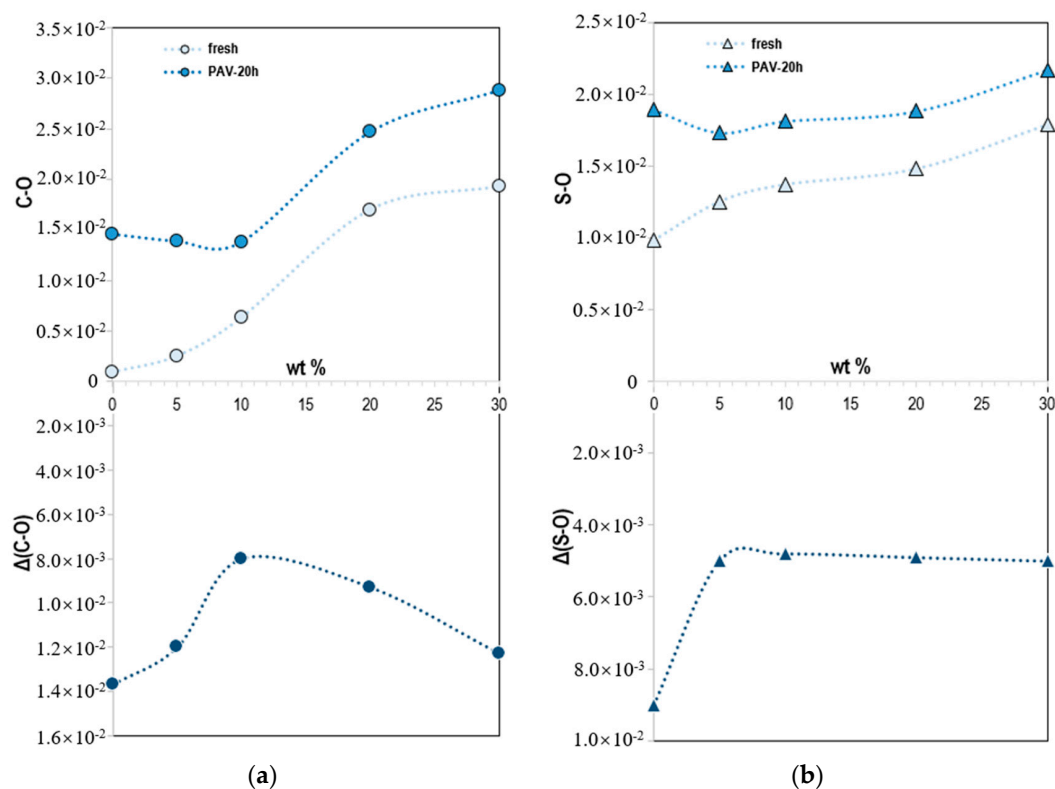 3.5×10⁻²
3.0×10⁻²
2.5×10⁻²
2.0×10⁻²
1.5×10⁻²
1.0×10⁻²
0.5×10⁻²
0
C-O
fresh
PAV-20h
wt %
0 5 10 15 20 25 30
2.0×10⁻³
4.0×10⁻³
6.0×10⁻³
8.0×10⁻³
1.0×10⁻²
1.2×10⁻²
1.4×10⁻²
1.6×10⁻²
Δ(C-O)
(a)
2.5×10⁻²
2.0×10⁻²
1.5×10⁻²
1.0×10⁻²
0.5×10⁻²
0
S-O
fresh
PAV-20h
wt %
0 5 10 15 20 25 30
2.0×10⁻³
4.0×10⁻³
6.0×10⁻³
8.0×10⁻³
1.0×10⁻²
Δ(S-O)
(b)